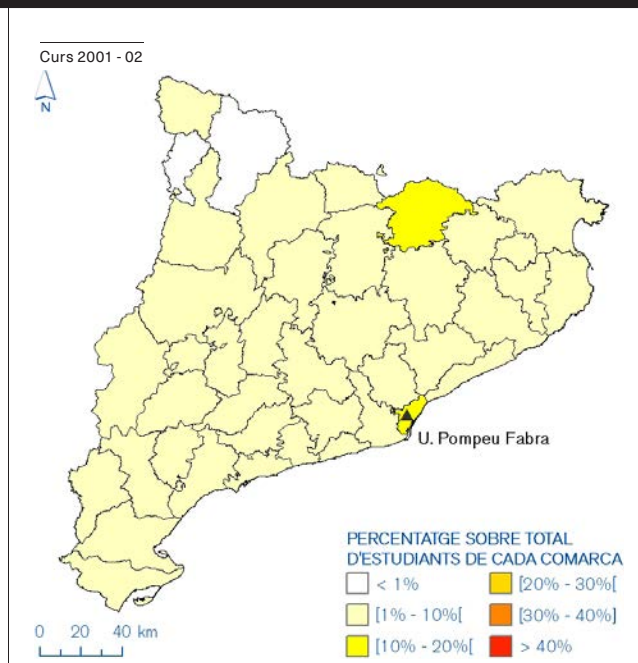 Curs 2001 - 02
N
U. Pompeu Fabra
PERCENTATGE SOBRE TOTAL
D'ESTUDIANTS DE CADA COMARCA
< 1%
[20% - 30%[
[1% - 10%[
[30% - 40%]
[10% - 20%[
> 40%
0 20 40 km